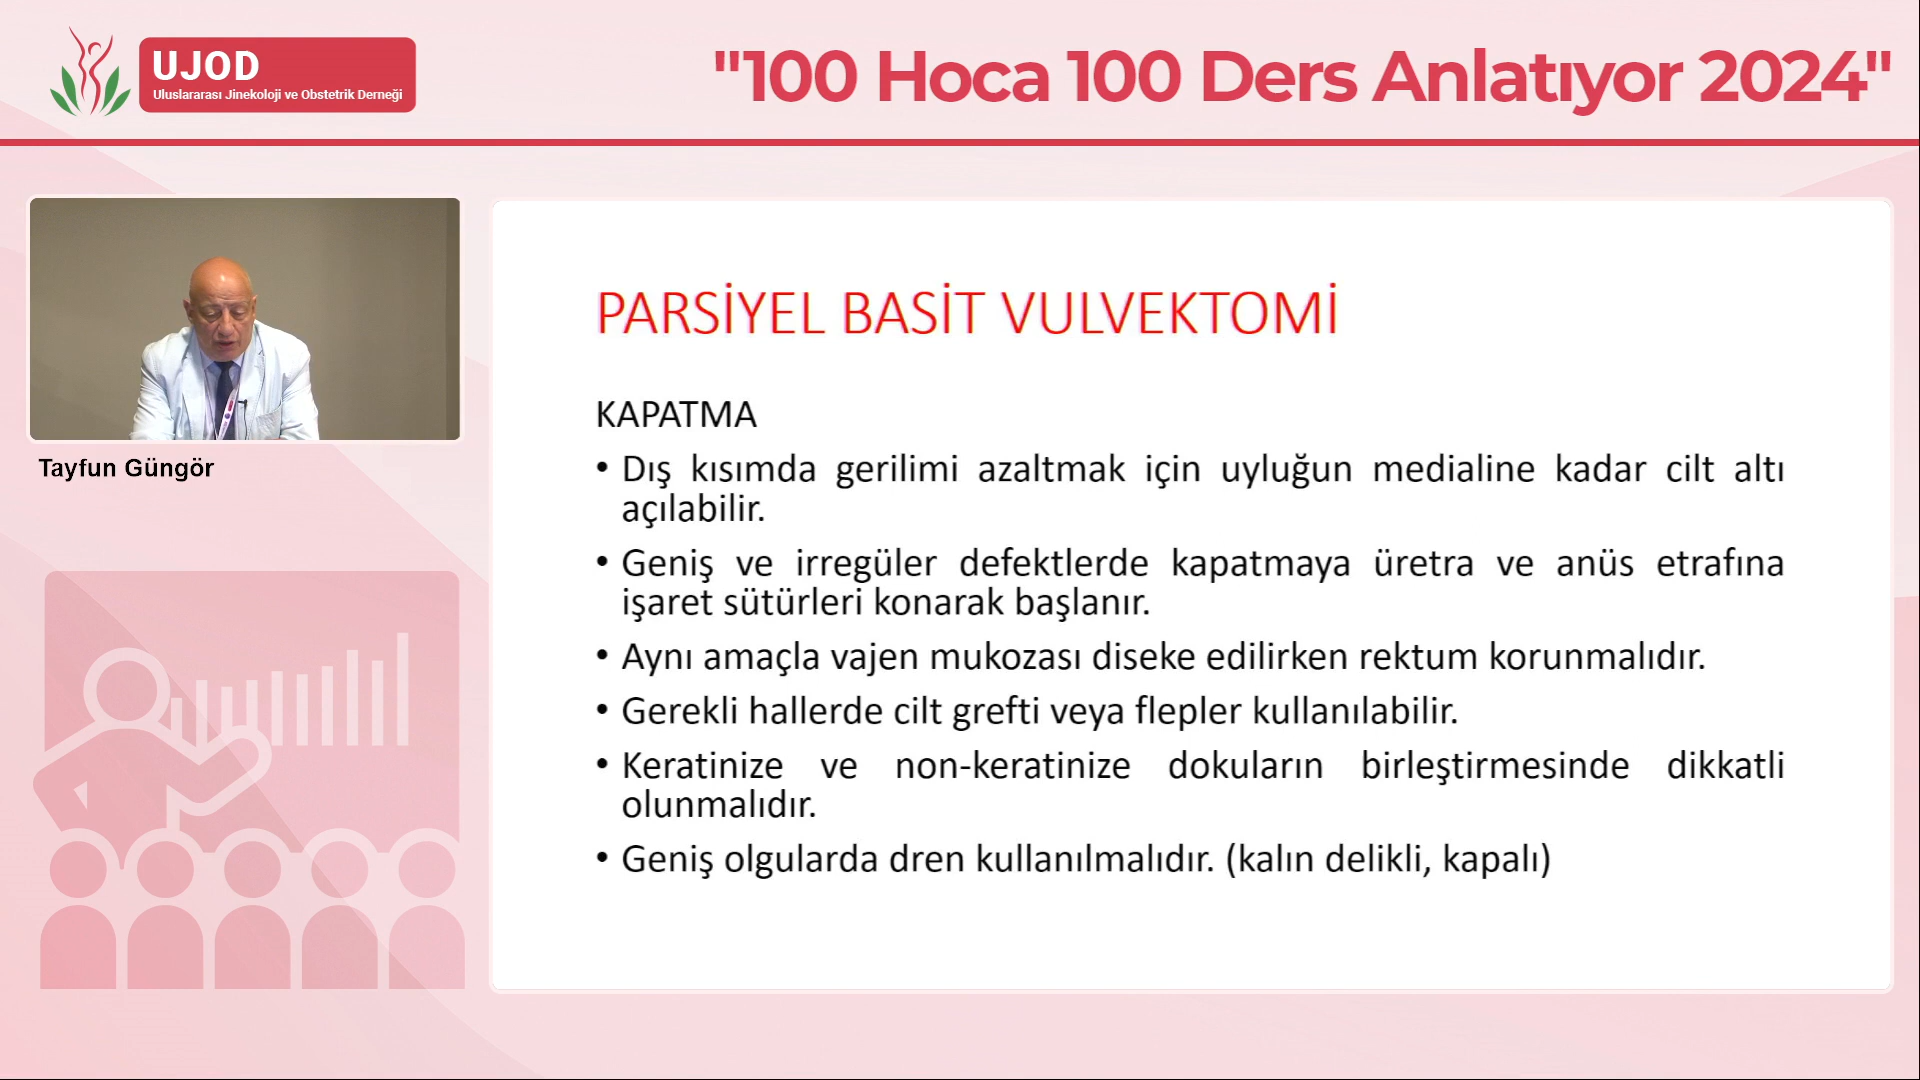 UJOD
Uluslararası Jinekoloji ve Obstetrik Derneği
"100 Hoca 100 Ders Anlatıyor 2024"
Tayfun Güngör
PARSİYEL BASİT VULVEKTOMİ
KAPATMA
• Dış kısımda gerilimi azaltmak için uyluğun medialine kadar cilt altı
açılabilir.
• Geniş ve irregüler defektlerde kapatmaya üretra ve anüs etrafına
işaret sütürleri konarak başlanır.
• Aynı amaçla vajen mukozası diseke edilirken rektum korunmalıdır.
• Gerekli hallerde cilt grefti veya flepler kullanılabilir.
• Keratinize ve non-keratinize dokuların birleştirmesinde dikkatli
olunmalıdır.
• Geniş olgularda dren kullanılmalıdır. (kalın delikli, kapalı)